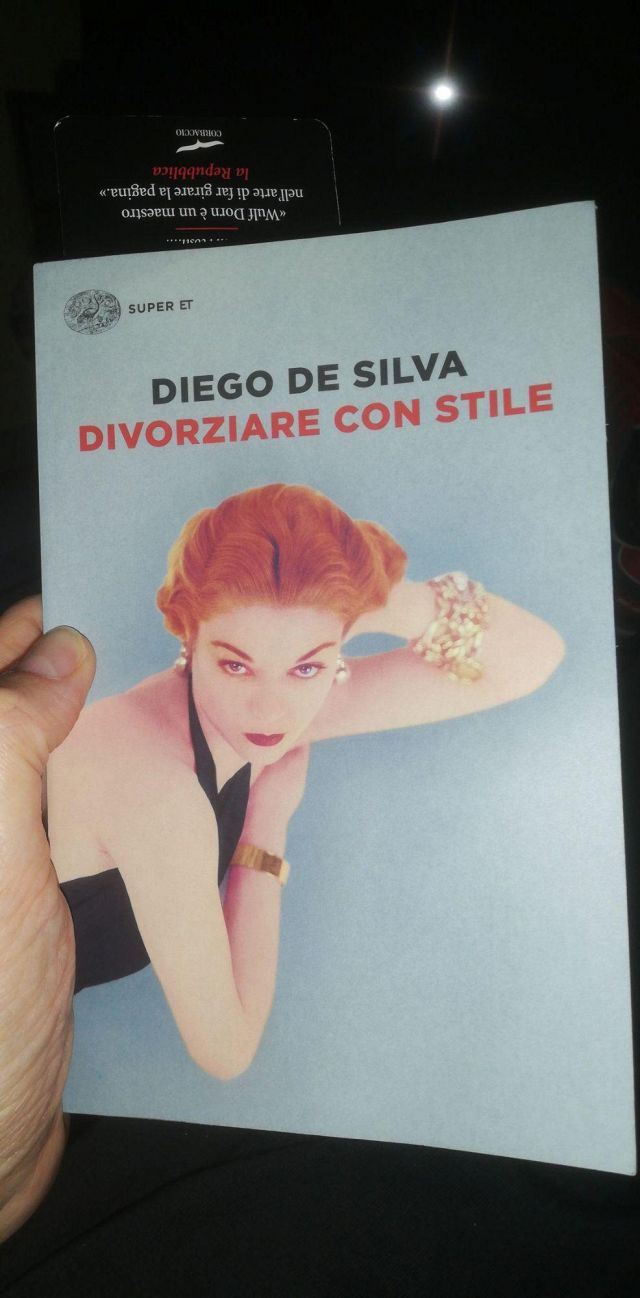 CORBACCIO
la Repubblica
nell'arte di far girare la pagina.».
«Wulf Dorn è un maestro
SUPER ET
DIEGO DE SILVA
DIVORZIARE CON STILE